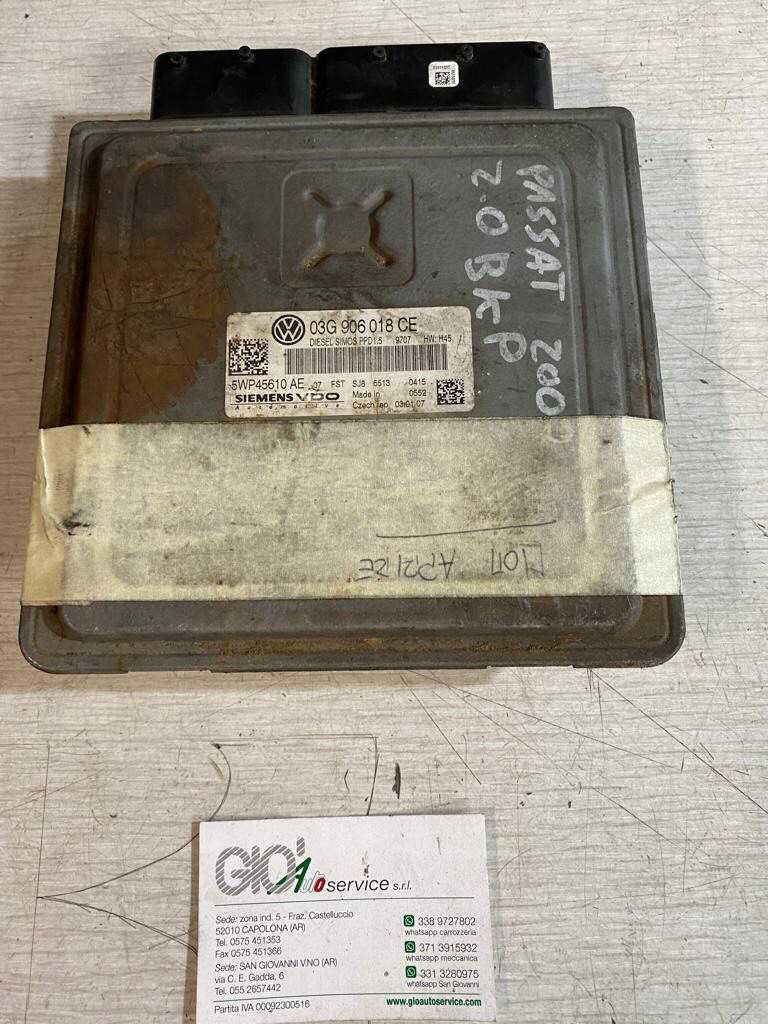 PASSAT 200
2.0 BKP
03G 906 018 CE
DIESEL SIMOS PPD1.5 9707 HW: H45
5WP45610 AE 07 FST SJ8 6513 0415
SIEMENS VDO Made in 0552
Automotive Czech rep 03.01.07
NON
APRIRE
GIO' Autoservice s.r.l.
Sede: zona ind. 5 - Fraz. Castelluccio
52010 CAPOLONA (AR)
Tel. 0575 451353
Fax 0575 451366
Sede: SAN GIOVANNI V.NO (AR)
via C. E. Gadda, 6
Tel. 055 2657442
Partita IVA 00092300516
338 9727802
whatsapp carrozzeria
371 3915932
whatsapp meccanica
331 3280975
whatsapp San Giovanni
www.gioautoservice.com